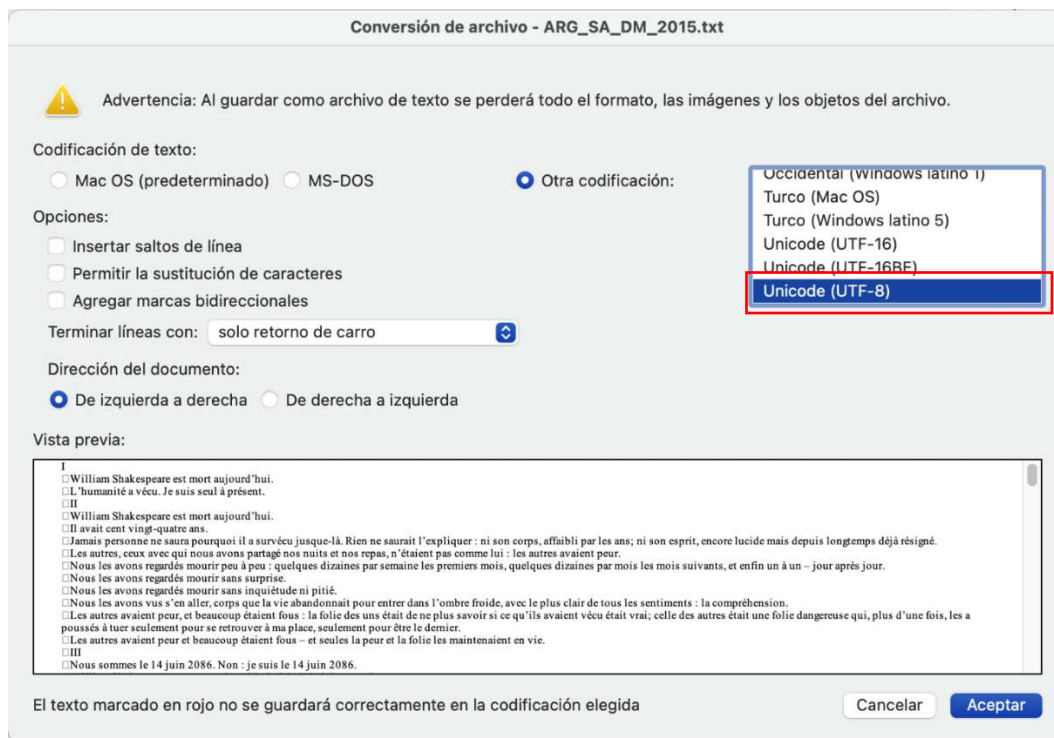 Conversión de archivo - ARG_SA_DM_2015.txt
Advertencia: Al guardar como archivo de texto se perderá todo el formato, las imágenes y los objetos del archivo.
Codificación de texto:
Mac OS (predeterminado) MS-DOS Otra codificación:
Occidental (Windows latino 1)
Turco (Mac OS)
Turco (Windows latino 5)
Unicode (UTF-16)
Unicode (UTF-16BE)
Unicode (UTF-8)
Opciones:
Insertar saltos de línea
Permitir la sustitución de caracteres
Agregar marcas bidireccionales
Terminar líneas con: solo retorno de carro
Dirección del documento:
De izquierda a derecha De derecha a izquierda
Vista previa:
I
□William Shakespeare est mort aujourd’hui.
□L’humanité a vécu. Je suis seul à présent.
□II
□William Shakespeare est mort aujourd’hui.
□Il avait cent vingt-quatre ans.
□Jamais personne ne saura pourquoi il a survécu jusque-là. Rien ne saurait l’expliquer : ni son corps, affaibli par les ans; ni son esprit, encore lucide mais depuis longtemps déjà résigné.
□Les autres, ceux avec qui nous avons partagé nos nuits et nos repas, n’étaient pas comme lui : les autres avaient peur.
□Nous les avons regardés mourir peu à peu : quelques dizaines par semaine les premiers mois, quelques dizaines par mois les mois suivants, et enfin un à un – jour après jour.
□Nous les avons regardés mourir sans surprise.
□Nous les avons regardés mourir sans inquiétude ni pitié.
□Nous les avons vus s’en aller, corps que la vie abandonnait pour entrer dans l’ombre froide, avec le plus clair de tous les sentiments : la compréhension.
□Les autres avaient peur, et beaucoup étaient fous : la folie des uns était de ne plus savoir si ce qu’ils avaient vécu était vrai; celle des autres était une folie dangereuse qui, plus d’une fois, les a
poussés à tuer seulement pour se retrouver à ma place, seulement pour être le dernier.
□Les autres avaient peur et beaucoup étaient fous – et seules la peur et la folie les maintenaient en vie.
□III
□Nous sommes le 14 juin 2086. Non : je suis le 14 juin 2086.
El texto marcado en rojo no se guardará correctamente en la codificación elegida
Cancelar Aceptar